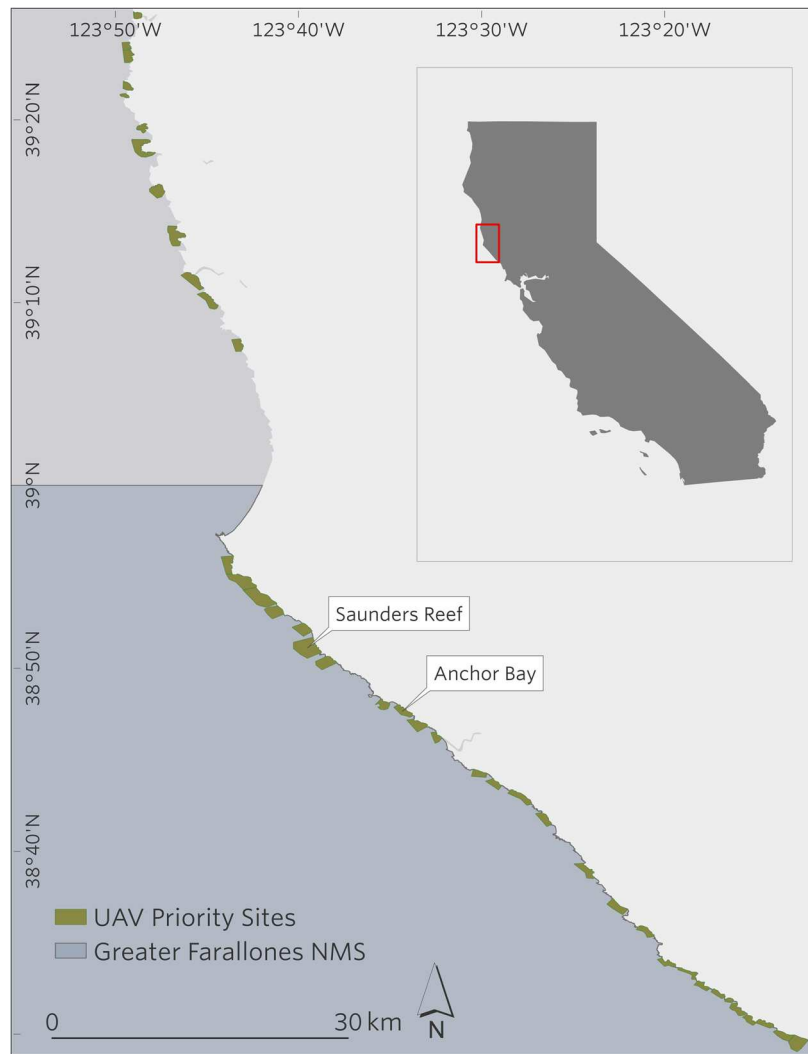 123°50'W 123°40'W 123°30'W 123°20'W
39°20'N
39°10'N
39°N
Saunders Reef
38°50'N
Anchor Bay
38°40'N
UAV Priority Sites
Greater Farallones NMS
0 30 km
N